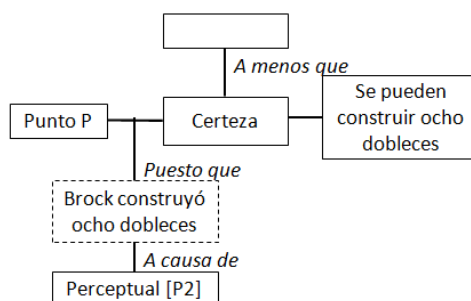 A menos que
Punto P
Certeza
Se pueden
construir ocho
dobleces
Puesto que
Brock construyó
ocho dobleces
A causa de
Perceptual [P2]